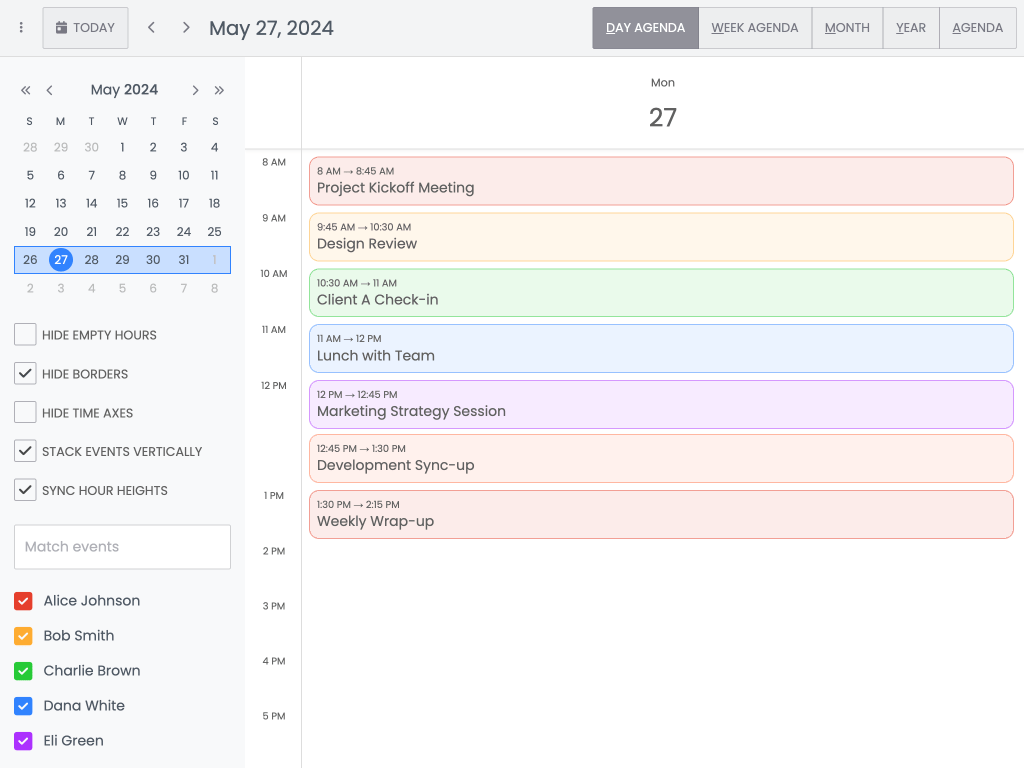 TODAY
May 27, 2024
DAY AGENDA
WEEK AGENDA
MONTH
YEAR
AGENDA
May 2024
S M T W T F S
28 29 30 1 2 3 4
5 6 7 8 9 10 11
12 13 14 15 16 17 18
19 20 21 22 23 24 25
26 27 28 29 30 31 1
2 3 4 5 6 7 8
HIDE EMPTY HOURS
HIDE BORDERS
HIDE TIME AXES
STACK EVENTS VERTICALLY
SYNC HOUR HEIGHTS
Match events
Alice Johnson
Bob Smith
Charlie Brown
Dana White
Eli Green
Mon
27
8 AM
8 AM → 8:45 AM
Project Kickoff Meeting
9 AM
9:45 AM → 10:30 AM
Design Review
10 AM
10:30 AM → 11 AM
Client A Check-in
11 AM
11 AM → 12 PM
Lunch with Team
12 PM
12 PM → 12:45 PM
Marketing Strategy Session
12:45 PM → 1:30 PM
Development Sync-up
1 PM
1:30 PM → 2:15 PM
Weekly Wrap-up
2 PM
3 PM
4 PM
5 PM